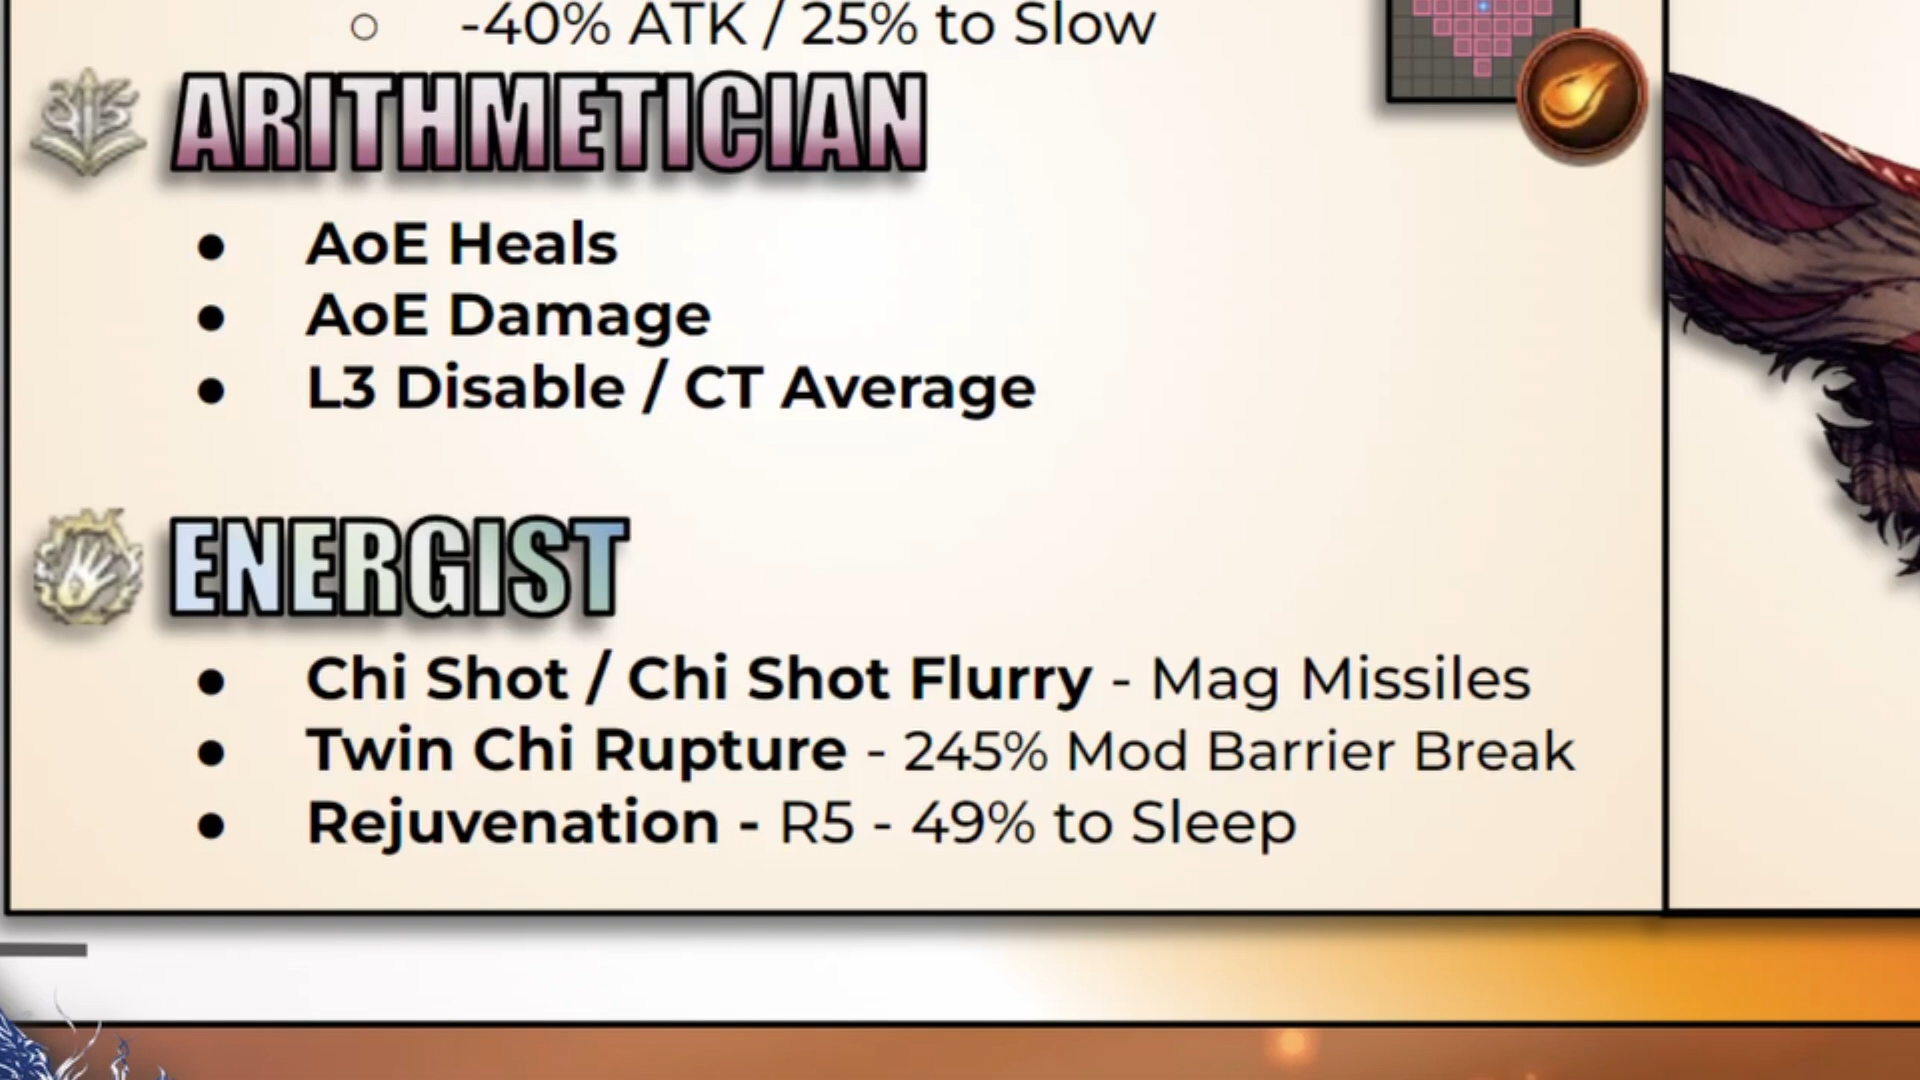 ○ -40% ATK / 25% to Slow
ARITHMETICIAN
● AoE Heals
● AoE Damage
● L3 Disable / CT Average
ENERGIST
● Chi Shot / Chi Shot Flurry - Mag Missiles
● Twin Chi Rupture - 245% Mod Barrier Break
● Rejuvenation - R5 - 49% to Sleep